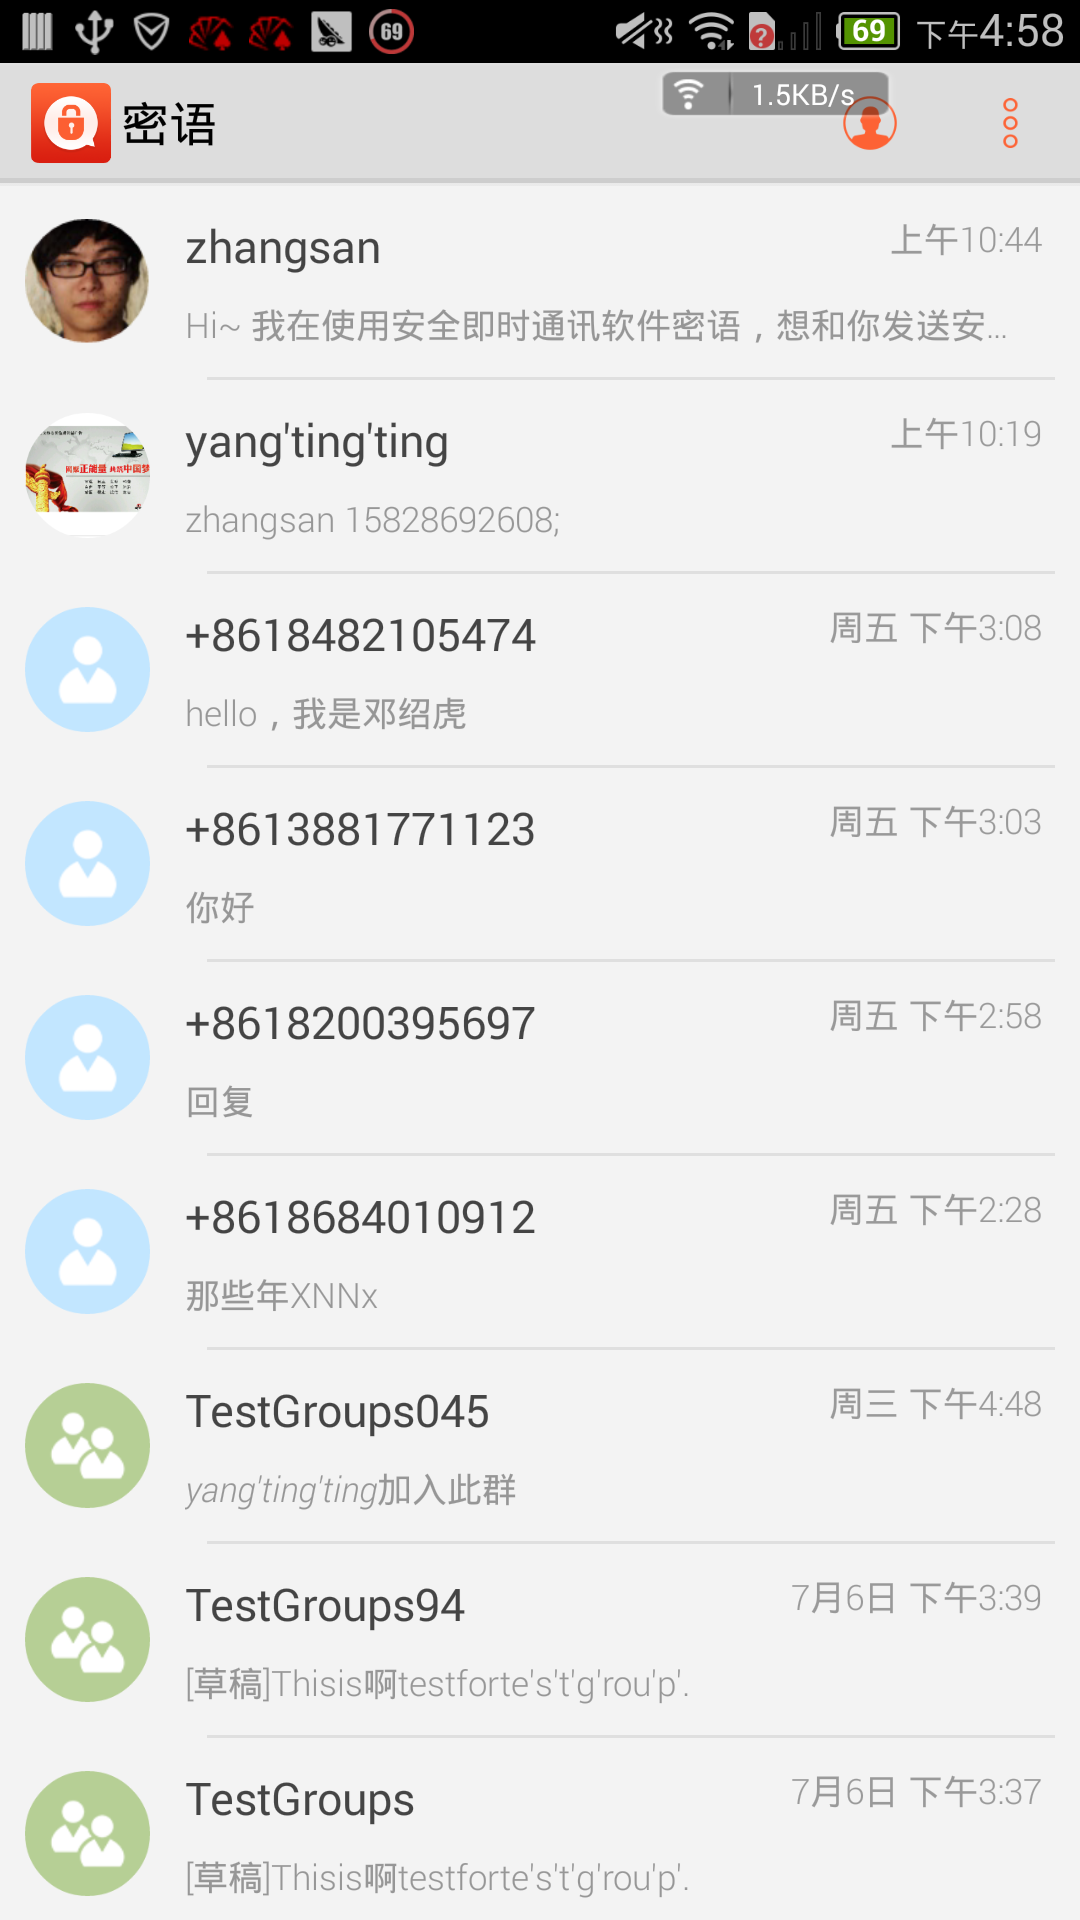 69
69
下午4:58
密语
1.5KB/s
zhangsan
上午10:44
Hi~ 我在使用安全即时通讯软件密语，想和你发送安...
yang'ting'ting
上午10:19
zhangsan 15828692608;
+8618482105474
周五 下午3:08
hello，我是邓绍虎
+8613881771123
周五 下午3:03
你好
+8618200395697
周五 下午2:58
回复
+8618684010912
周五 下午2:28
那些年XNNx
TestGroups045
周三 下午4:48
yang'ting'ting加入此群
TestGroups94
7月6日 下午3:39
[草稿]Thisis啊testforte's't'g'rou'p'.
TestGroups
7月6日 下午3:37
[草稿]Thisis啊testforte's't'g'rou'p'.